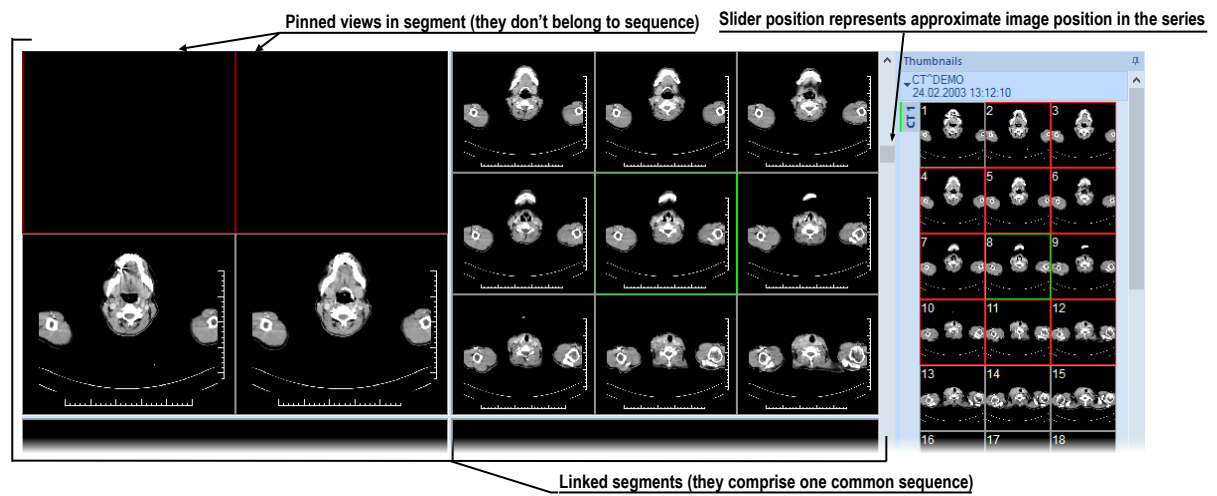 Pinned views in segment (they don’t belong to sequence)
Slider position represents approximate image position in the series
Thumbnails
CT^DEMO
24.02.2003 13:12:10
CT 1
1 2 3
4 5 6
7 8 9
10 11 12
13 14 15
16 17 18
Linked segments (they comprise one common sequence)